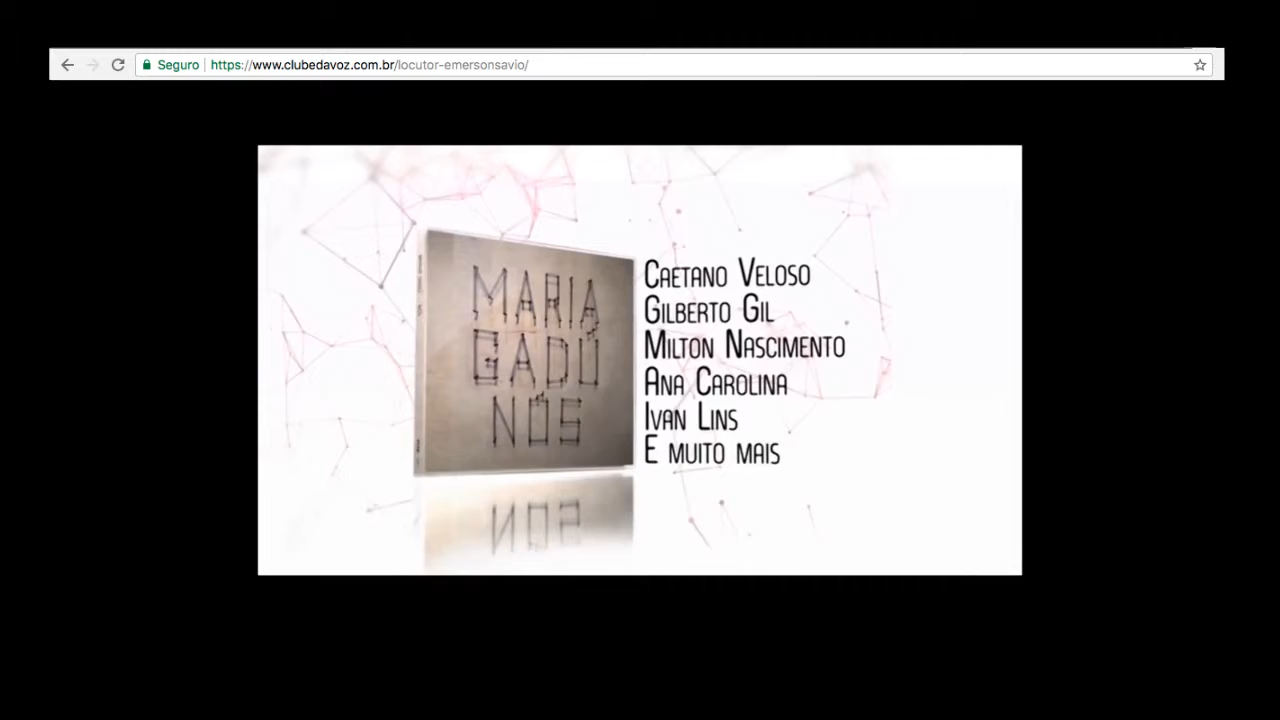 Seguro
https://www.clubedavoz.com.br/locutor-emersonsavio/
MARIA
GADÚ
NÓS
CAETANO VELOSO
GILBERTO GIL
MILTON NASCIMENTO
ANA CAROLINA
IVAN LINS
E MUITO MAIS